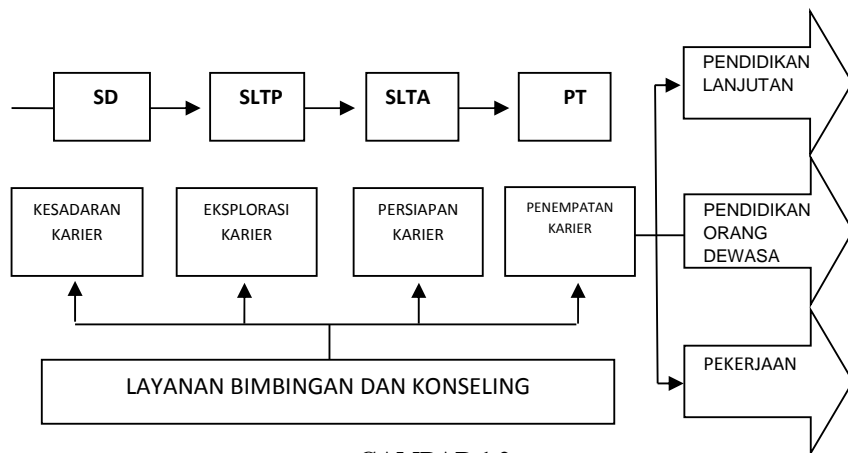 SD
SLTP
SLTA
PT
PENDIDIKAN
LANJUTAN
KESADARAN
KARIER
EKSPLORASI
KARIER
PERSIAPAN
KARIER
PENEMPATAN
KARIER
PENDIDIKAN
ORANG
DEWASA
LAYANAN BIMBINGAN DAN KONSELING
PEKERJAAN